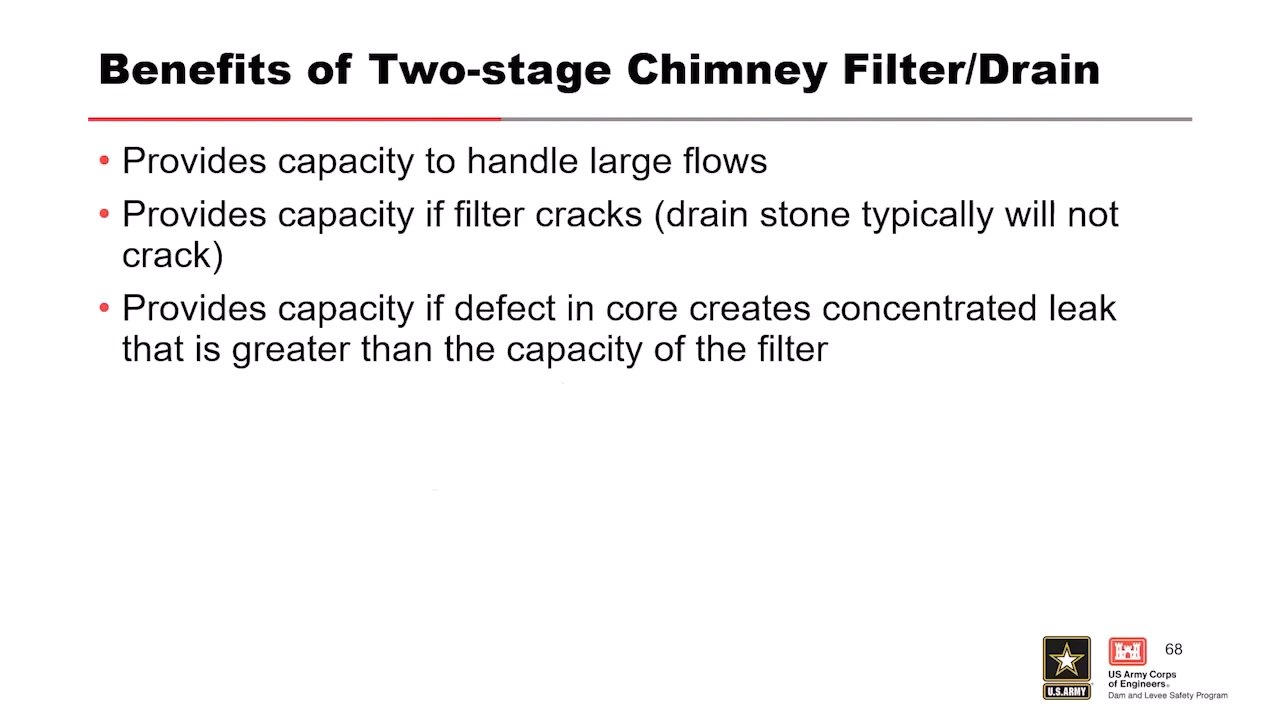 Benefits of Two-stage Chimney Filter/Drain
• Provides capacity to handle large flows
• Provides capacity if filter cracks (drain stone typically will not
crack)
• Provides capacity if defect in core creates concentrated leak
that is greater than the capacity of the filter
68
U.S.ARMY
US Army Corps
of Engineers®
Dam and Levee Safety Program